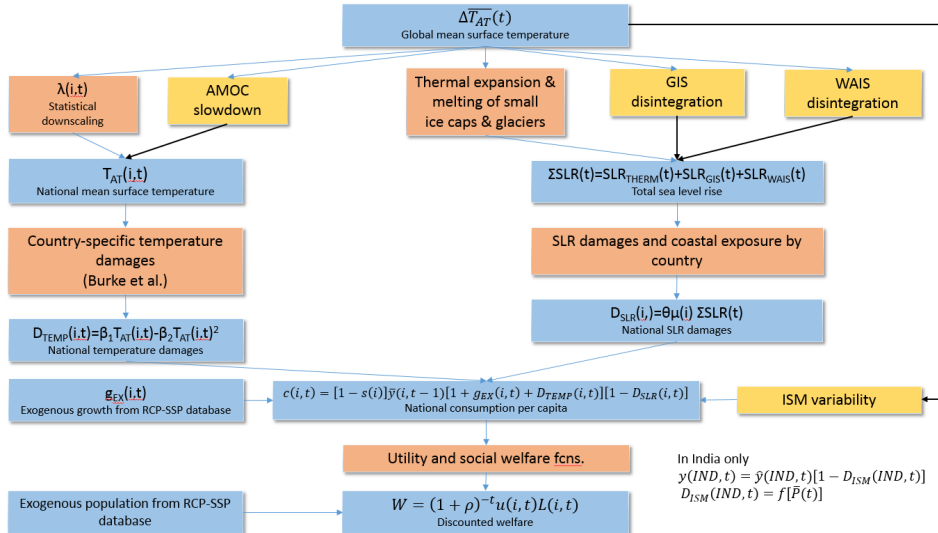 ΔT̅_AT̅(t)
Global mean surface temperature
λ(i,t)
Statistical
downscaling
AMOC
slowdown
Thermal expansion &
melting of small
ice caps & glaciers
GIS
disintegration
WAIS
disintegration
T_AT(i,t)
National mean surface temperature
ΣSLR(t)=SLR_THERM(t)+SLR_GIS(t)+SLR_WAIS(t)
Total sea level rise
Country-specific temperature
damages
(Burke et al.)
SLR damages and coastal exposure by
country
D_TEMP(i,t)=β₁T_AT(i,t)-β₂T_AT(i,t)²
National temperature damages
D_SLR(i,)=θμ(i) ΣSLR(t)
National SLR damages
g_EX(i,t)
Exogenous growth from RCP-SSP database
c(i,t) = [1 − s(i)]ȳ(i,t−1)[1 + g_EX(i,t) + D_TEMP(i,t)][1 − D_SLR(i,t)]
National consumption per capita
ISM variability
Utility and social welfare fcns.
In India only
y(IND,t) = ŷ(IND,t)[1 − D_ISM(IND,t)]
D_ISM(IND,t) = f[P̄(t)]
Exogenous population from RCP-SSP
database
W = (1 + ρ)^−t u(i,t)L(i,t)
Discounted welfare